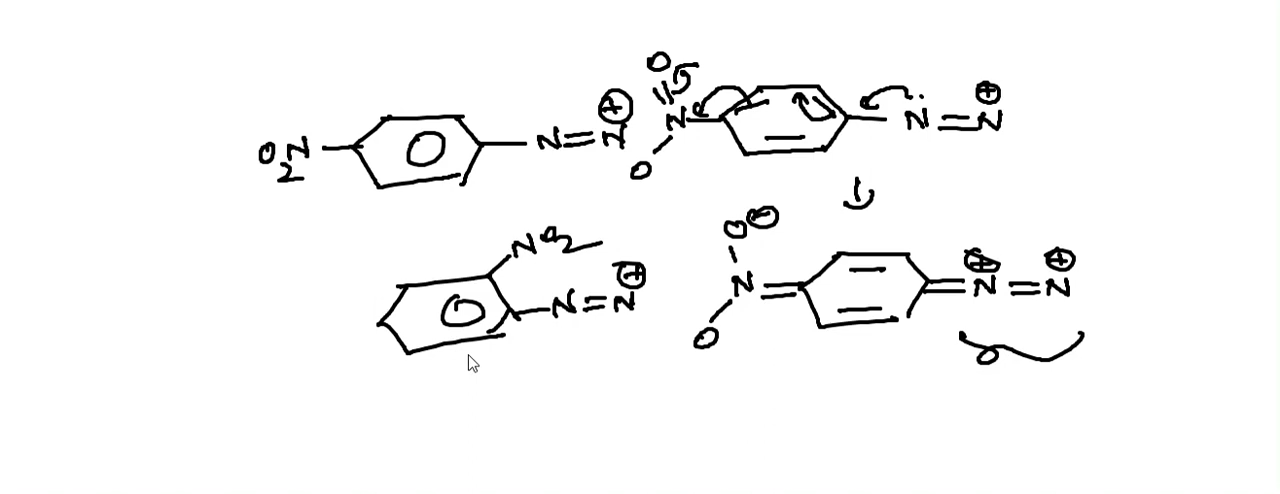 O₂N N=N⊕
O
N N=N⊕
O
NO₂
N=N⊕
O⊖
N N⊕=N⊕
O